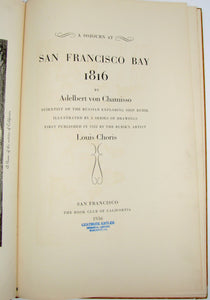 A SOJOURN AT
SAN FRANCISCO BAY
1816
BY
Adelbert von Chamisso
SCIENTIST OF THE RUSSIAN EXPLORING SHIP RURIK
ILLUSTRATED BY A SERIES OF DRAWINGS
FIRST PUBLISHED IN 1822 BY THE RURIK'S ARTIST
Louis Choris
SAN FRANCISCO
THE BOOK CLUB OF CALIFORNIA
1936